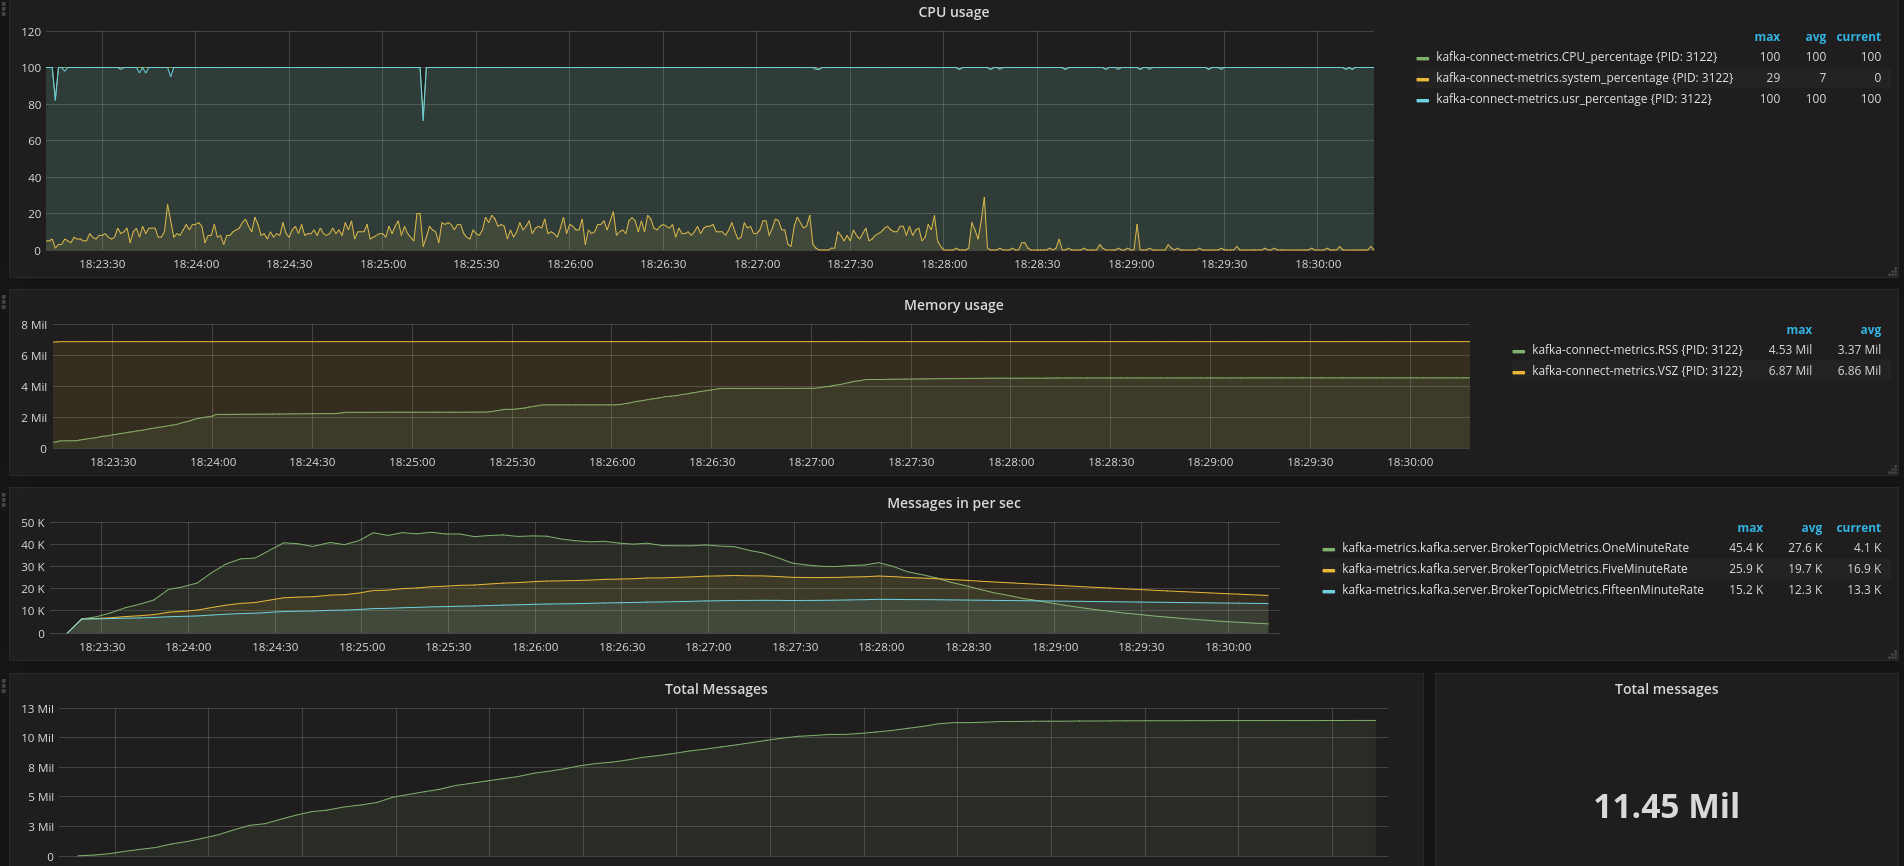 CPU usage
120
100
80
60
40
20
0
18:23:30 18:24:00 18:24:30 18:25:00 18:25:30 18:26:00 18:26:30 18:27:00 18:27:30 18:28:00 18:28:30 18:29:00 18:29:30 18:30:00
max avg current
kafka-connect-metrics.CPU_percentage {PID: 3122} 100 100 100
kafka-connect-metrics.system_percentage {PID: 3122} 29 7 0
kafka-connect-metrics.usr_percentage {PID: 3122} 100 100 100
Memory usage
8 Mil
6 Mil
4 Mil
2 Mil
0
18:23:30 18:24:00 18:24:30 18:25:00 18:25:30 18:26:00 18:26:30 18:27:00 18:27:30 18:28:00 18:28:30 18:29:00 18:29:30 18:30:00
max avg
kafka-connect-metrics.RSS {PID: 3122} 4.53 Mil 3.37 Mil
kafka-connect-metrics.VSZ {PID: 3122} 6.87 Mil 6.86 Mil
Messages in per sec
50 K
40 K
30 K
20 K
10 K
0
18:23:30 18:24:00 18:24:30 18:25:00 18:25:30 18:26:00 18:26:30 18:27:00 18:27:30 18:28:00 18:28:30 18:29:00 18:29:30 18:30:00
max avg current
kafka-metrics.kafka.server.BrokerTopicMetrics.OneMinuteRate 45.4 K 27.6 K 4.1 K
kafka-metrics.kafka.server.BrokerTopicMetrics.FiveMinuteRate 25.9 K 19.7 K 16.9 K
kafka-metrics.kafka.server.BrokerTopicMetrics.FifteenMinuteRate 15.2 K 12.3 K 13.3 K
Total Messages
13 Mil
10 Mil
8 Mil
5 Mil
3 Mil
0
Total messages
11.45 Mil